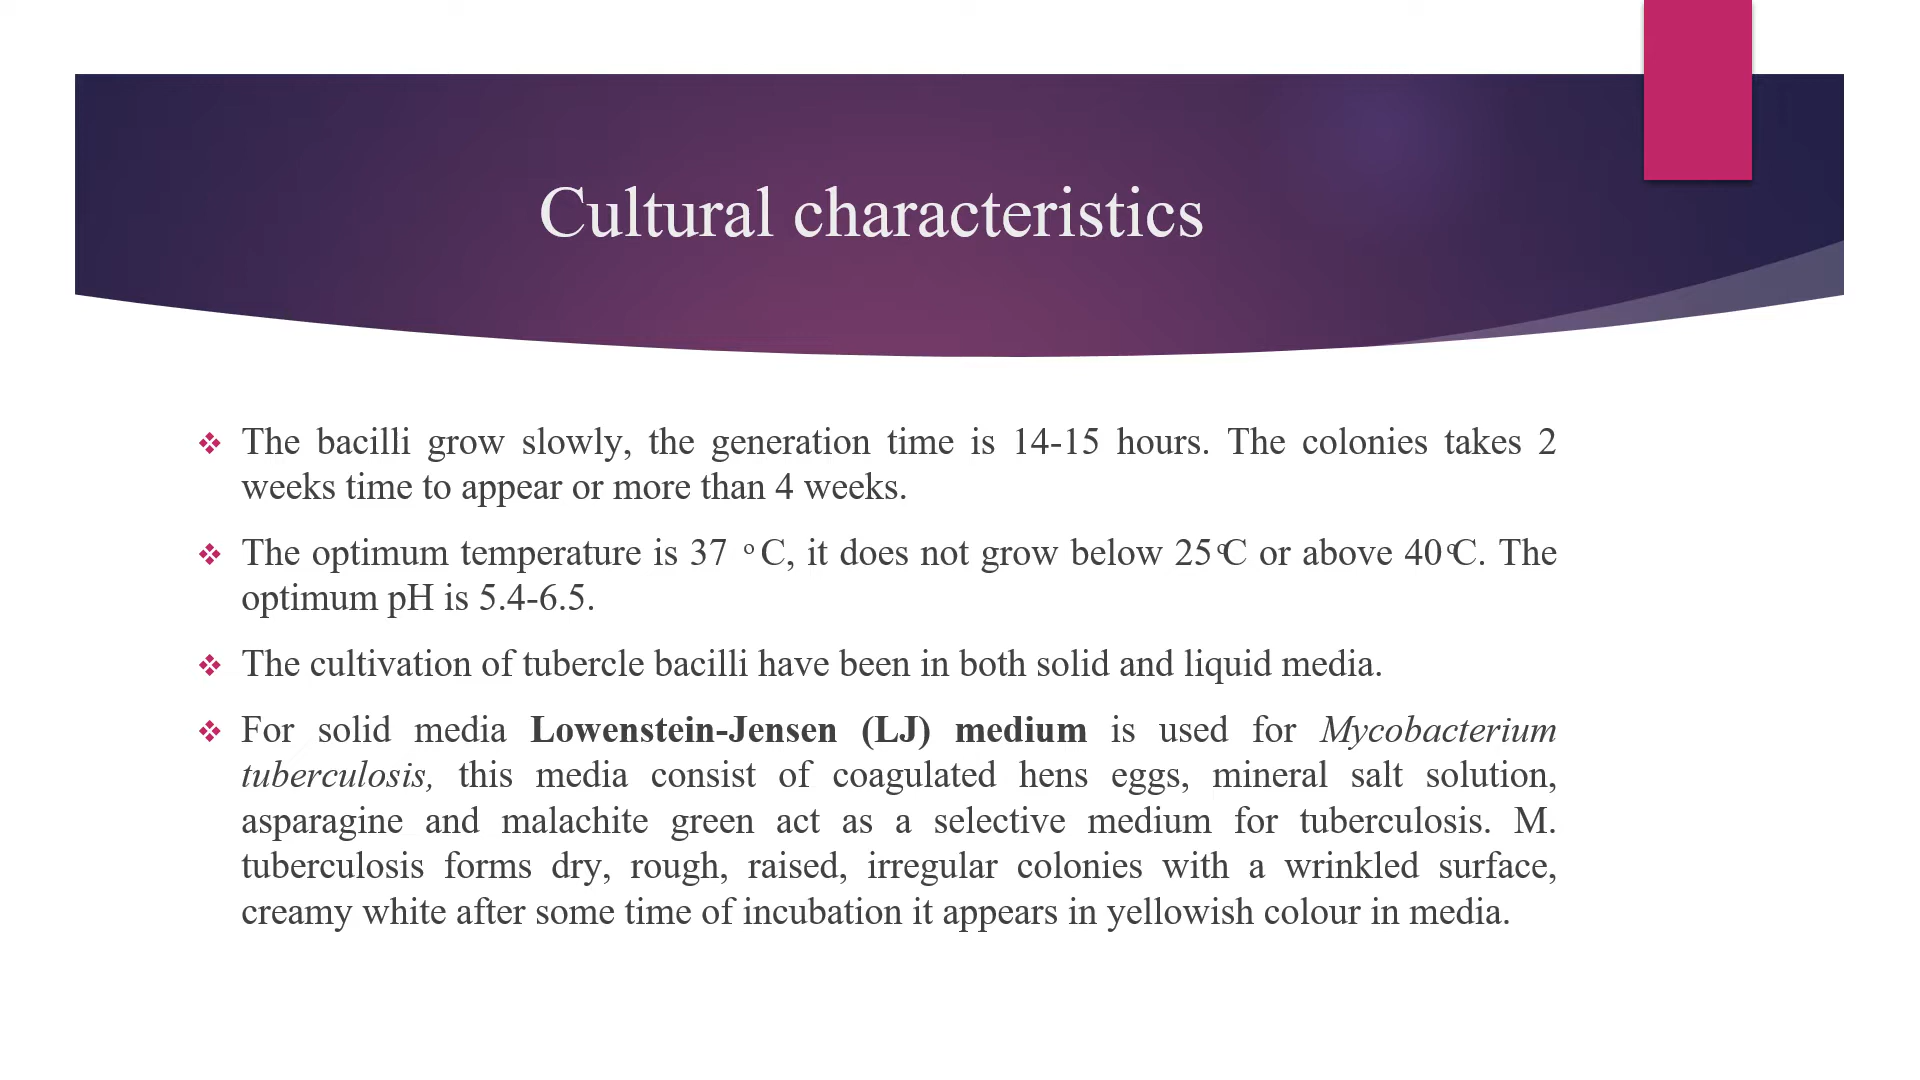 Cultural characteristics
❖ The bacilli grow slowly, the generation time is 14-15 hours. The colonies takes 2
weeks time to appear or more than 4 weeks.
❖ The optimum temperature is 37 °C, it does not grow below 25°C or above 40°C. The
optimum pH is 5.4-6.5.
❖ The cultivation of tubercle bacilli have been in both solid and liquid media.
❖ For solid media Lowenstein-Jensen (LJ) medium is used for Mycobacterium
tuberculosis, this media consist of coagulated hens eggs, mineral salt solution,
asparagine and malachite green act as a selective medium for tuberculosis. M.
tuberculosis forms dry, rough, raised, irregular colonies with a wrinkled surface,
creamy white after some time of incubation it appears in yellowish colour in media.